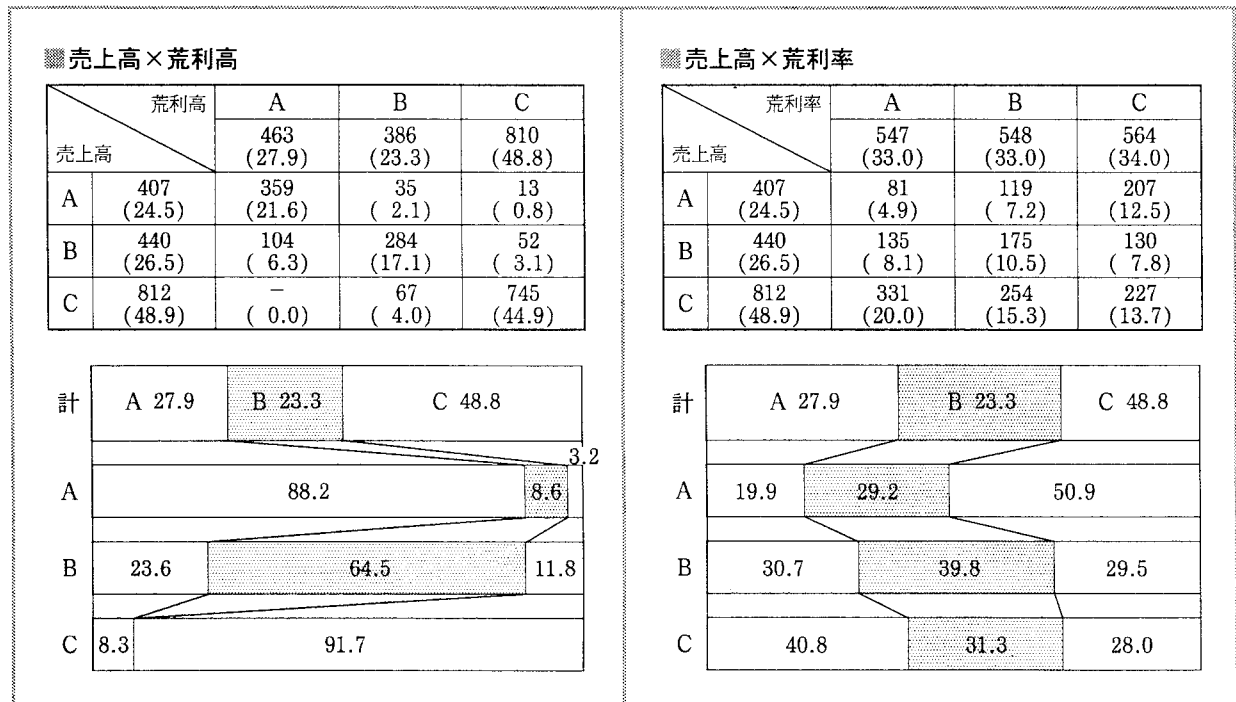 売上高×荒利高
荒利高 A B C
売上高 463 386 810
(27.9) (23.3) (48.8)
A 407 359 35 13
(24.5) (21.6) ( 2.1) ( 0.8)
B 440 104 284 52
(26.5) ( 6.3) (17.1) ( 3.1)
C 812 － 67 745
(48.9) ( 0.0) ( 4.0) (44.9)
計 A 27.9 B 23.3 C 48.8
3.2
A 88.2 8.6
B 23.6 64.5 11.8
C 8.3 91.7
売上高×荒利率
荒利率 A B C
売上高 547 548 564
(33.0) (33.0) (34.0)
A 407 81 119 207
(24.5) (4.9) ( 7.2) (12.5)
B 440 135 175 130
(26.5) ( 8.1) (10.5) ( 7.8)
C 812 331 254 227
(48.9) (20.0) (15.3) (13.7)
計 A 27.9 B 23.3 C 48.8
A 19.9 29.2 50.9
B 30.7 39.8 29.5
C 40.8 31.3 28.0